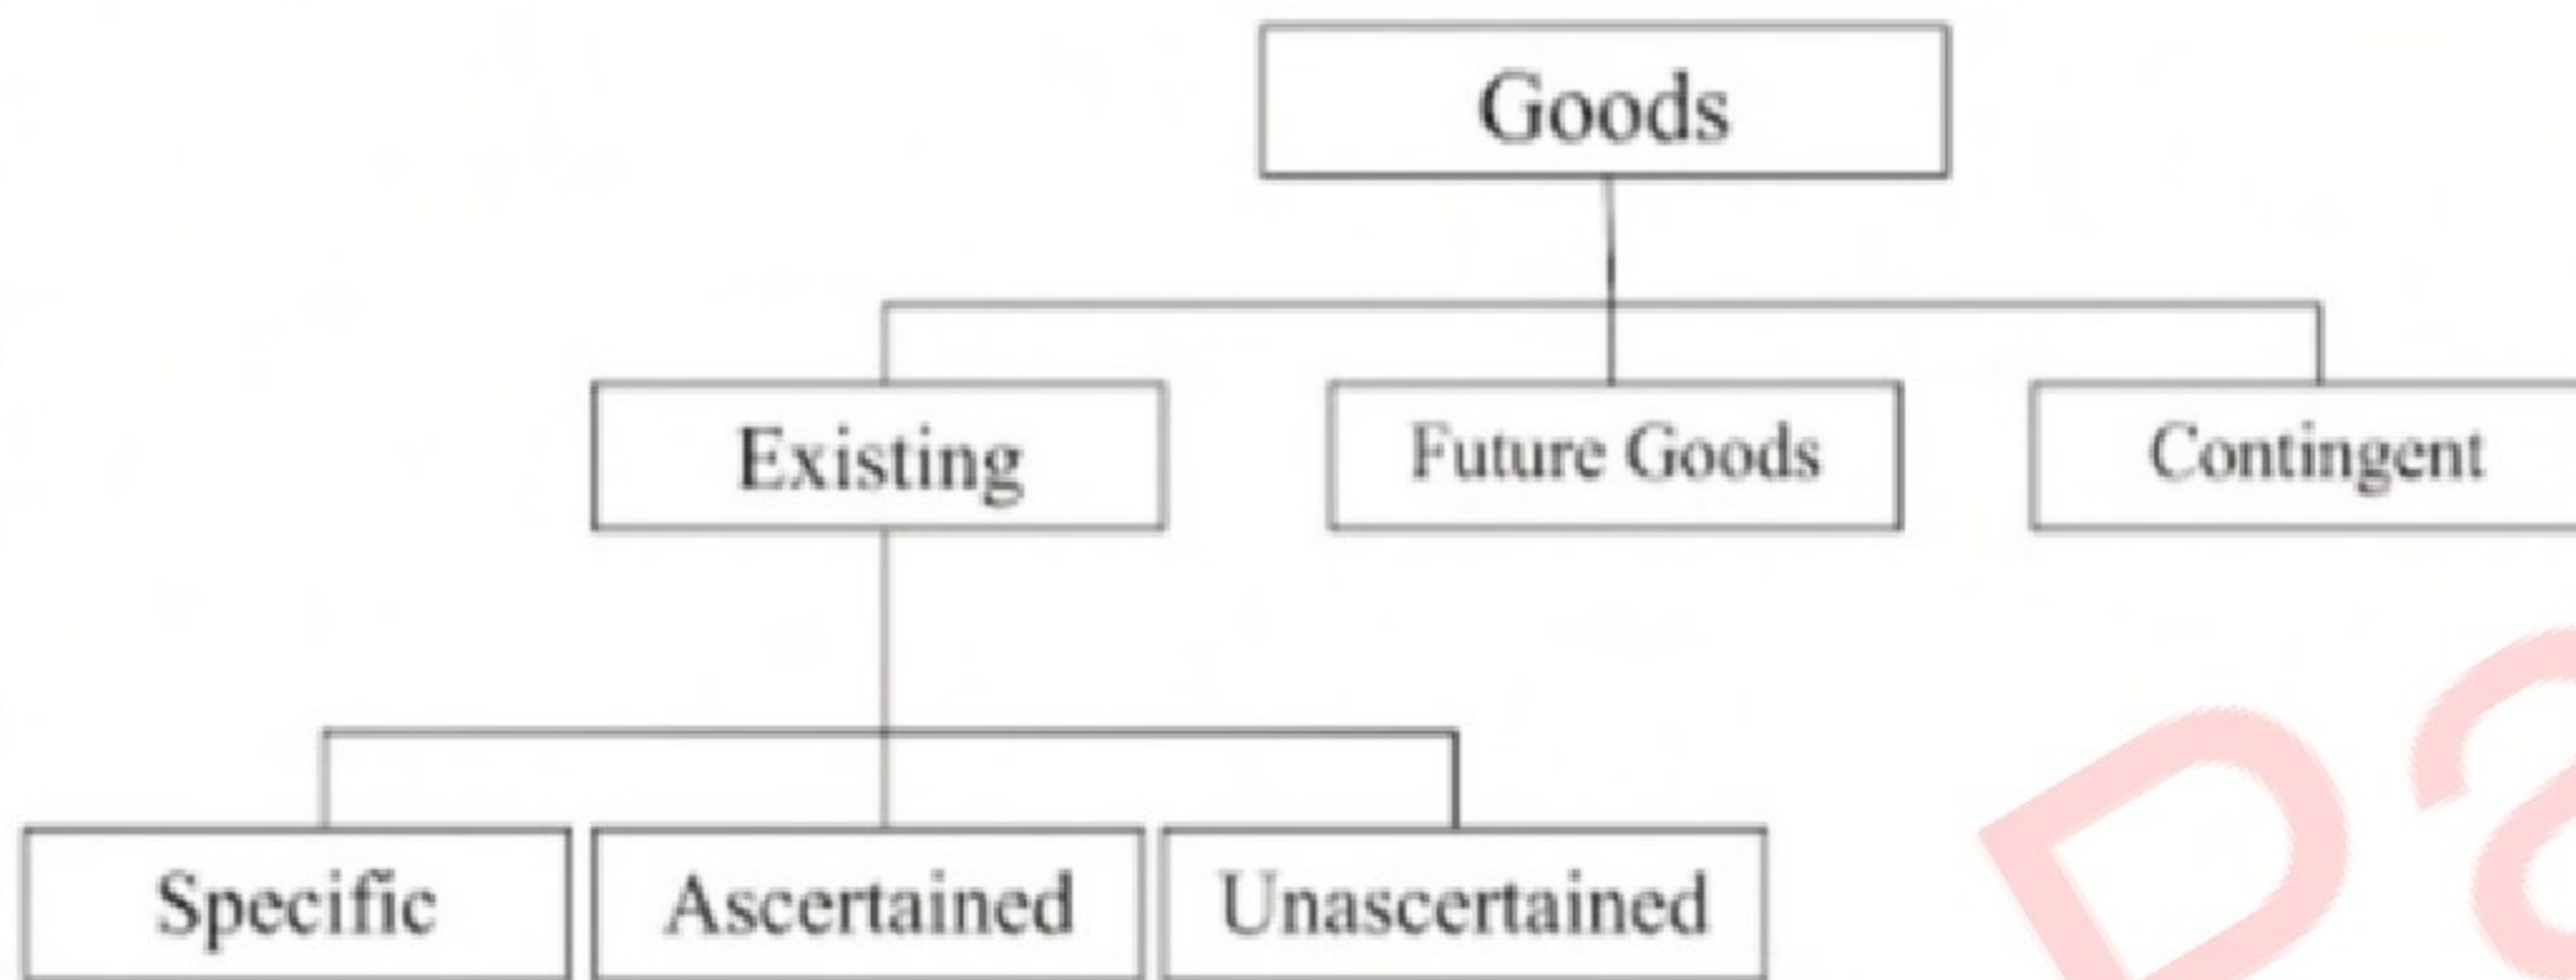 Goods
Existing
Future Goods
Contingent
Specific
Ascertained
Unascertained